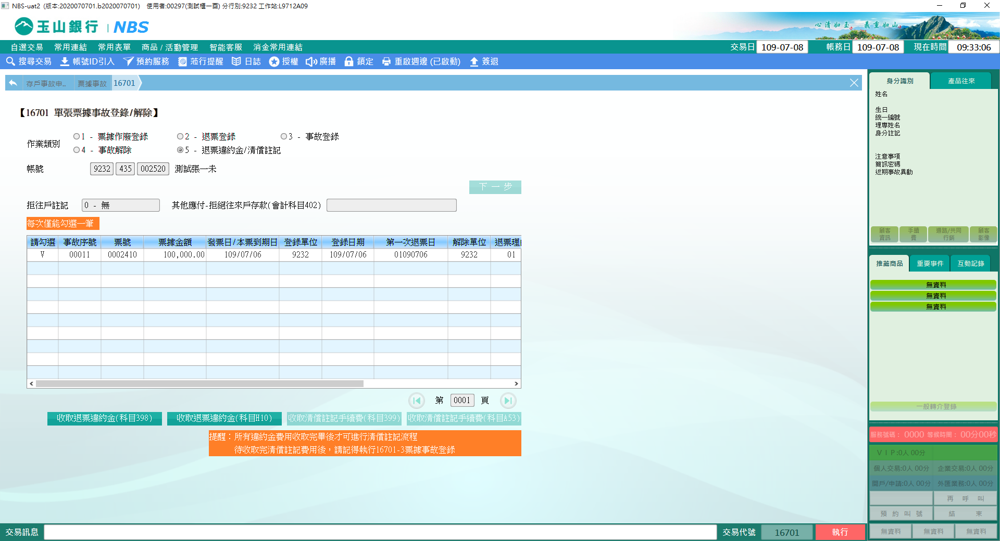 NBS-uat2 (版本:2020070701.b2020070701) 使用者:00297(測試櫃一酉) 分行別:9232 工作站:L9712A09
玉山銀行 | NBS
心清如玉 義重如山
自選交易 常用連結 常用表單 商品 / 活動管理 智能客服 消金常用連結 交易日 109-07-08 帳務日 109-07-08 現在時間 09:33:06
搜尋交易 帳號ID引入 預約服務 蒞行提醒 日誌 授權 廣播 鎖定 重啟週邊 (已啟動) 簽退
存戶事故申.. 票據事故 16701
【16701 單張票據事故登錄/解除】
作業類別
1 - 票據作廢登錄 2 - 退票登錄 3 - 事故登錄
4 - 事故解除 5 - 退票違約金/清償註記
帳號 9232 435 002520 測試張一未
下一步
拒往戶註記 0 - 無 其他應付-拒絕往來戶存款(會計科目402)
每次僅能勾選一筆
請勾選 事故序號 票號 票據金額 發票日/本票到期日 登錄單位 登錄日期 第一次退票日 解除單位 退票理
V 00011 0002410 100,000.00 109/07/06 9232 109/07/06 01090706 9232 01
第 0001 頁
收取退票違約金(科目398) 收取退票違約金(科目H10) 收取清償註記手續費(科目399) 收取清償註記手續費(科目A53)
提醒：所有違約金費用收取完畢後才可進行清償註記流程
待收取完清償註記費用後，請記得執行16701-3票據事故登錄
交易訊息 交易代號 16701 執行
身分識別 產品往來
姓名
生日
統一編號
理專姓名
身分註記
注意事項
簡訊密碼
近期事故異動
顧客資訊 手續費 通路/共同行銷 顧客影像
推薦商品 重要事件 互動記錄
無資料
無資料
無資料
一般轉介登錄
服務號碼： 0000 等候時間： 00分00秒
ＶＩＰ:0人 00分
個人交易:0人 00分 企業交易:0人 00分
開戶/申請:0人 00分 外匯業務:0人 00分
再 呼 叫
預 約 叫 號 結 束
無資料 無資料 無資料